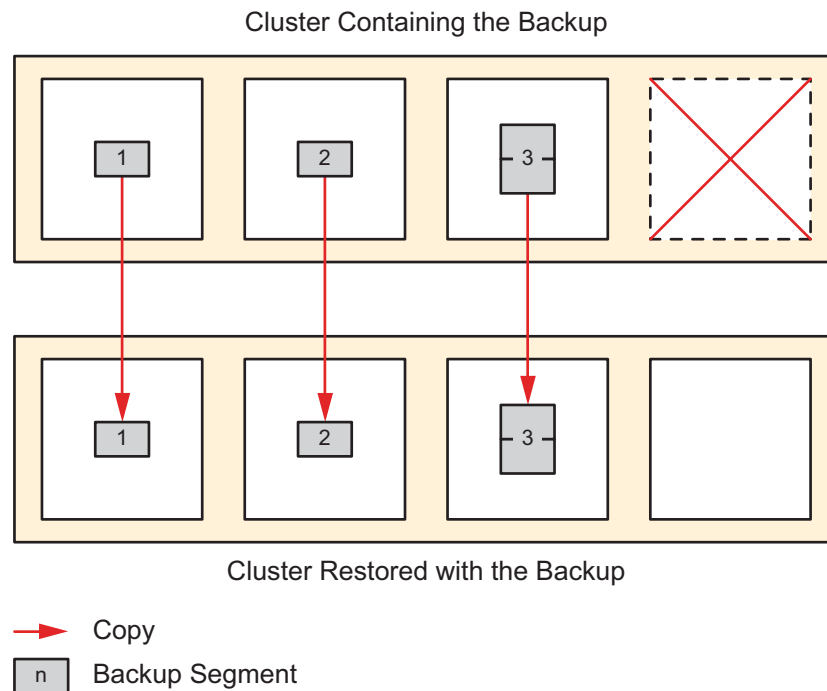 Cluster Containing the Backup
1
2
3
1
2
3
Cluster Restored with the Backup
Copy
n
Backup Segment